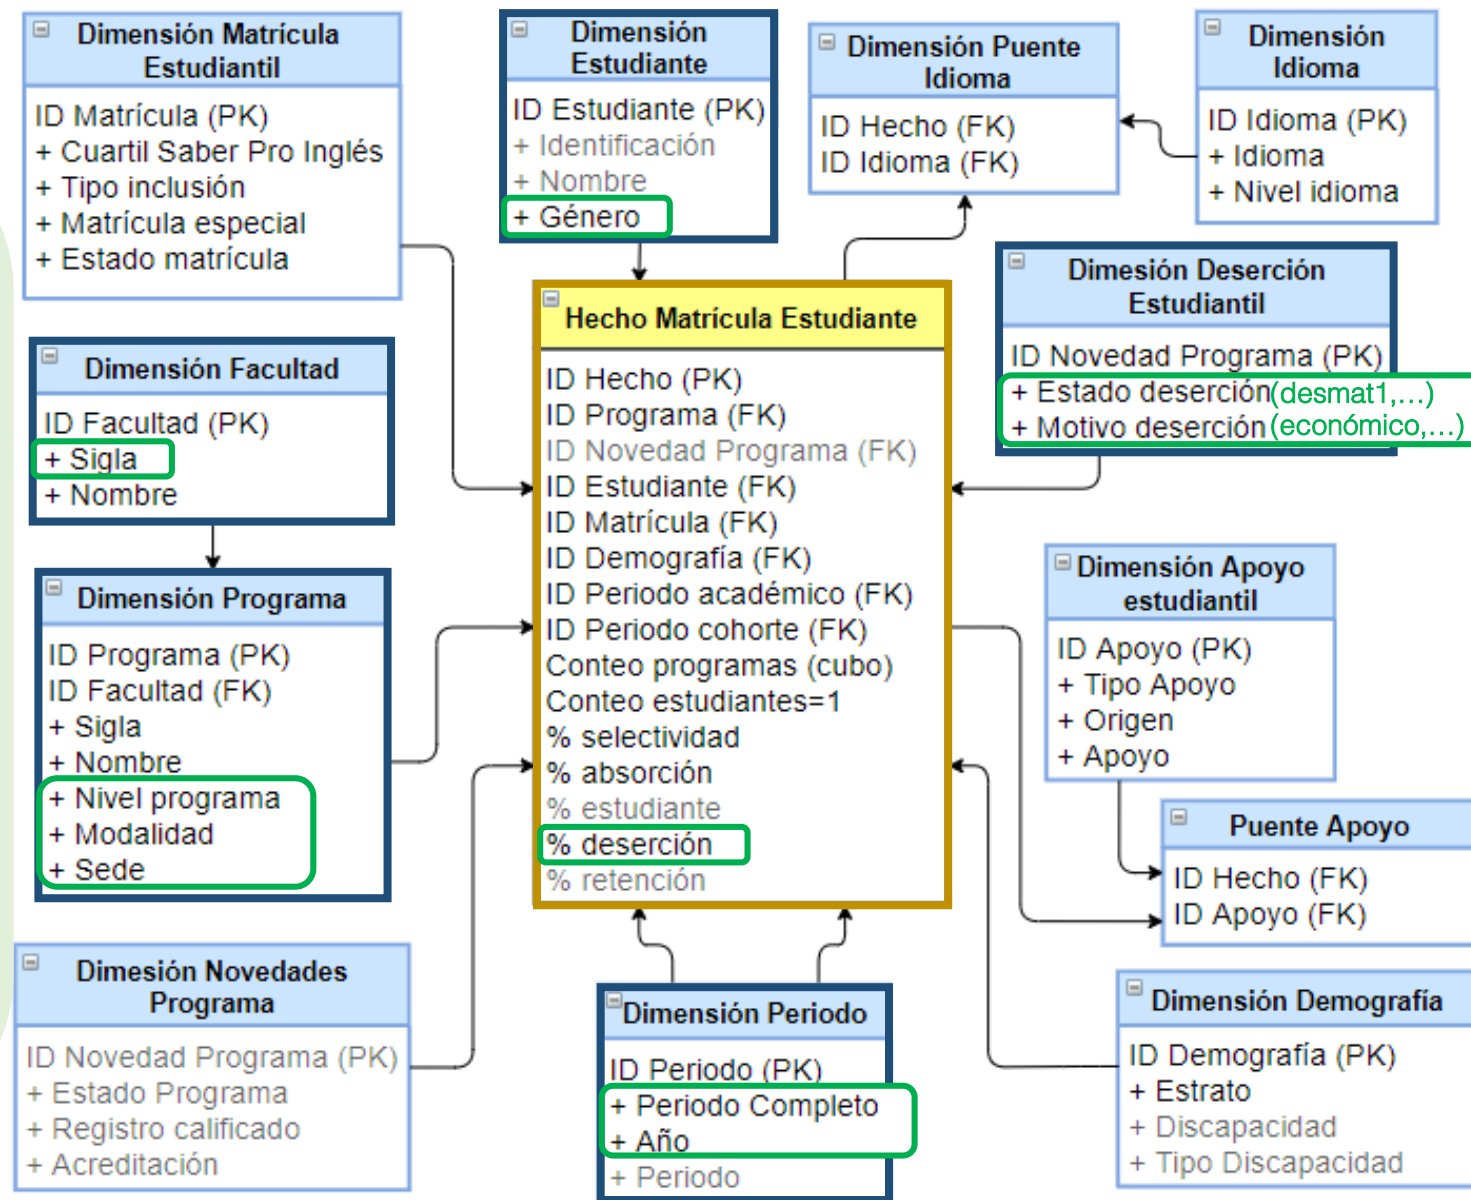 Dimensión Matrícula
Estudiantil
ID Matrícula (PK)
+ Cuartil Saber Pro Inglés
+ Tipo inclusión
+ Matrícula especial
+ Estado matrícula
Dimensión
Estudiante
ID Estudiante (PK)
+ Identificación
+ Nombre
+ Género
Dimensión Puente
Idioma
ID Hecho (FK)
ID Idioma (FK)
Dimensión
Idioma
ID Idioma (PK)
+ Idioma
+ Nivel idioma
Dimesión Deserción
Estudiantil
ID Novedad Programa (PK)
+ Estado deserción (desmat1,...)
+ Motivo deserción (económico,...)
Hecho Matrícula Estudiante
ID Hecho (PK)
ID Programa (FK)
ID Novedad Programa (FK)
ID Estudiante (FK)
ID Matrícula (FK)
ID Demografía (FK)
ID Periodo académico (FK)
ID Periodo cohorte (FK)
Conteo programas (cubo)
Conteo estudiantes=1
% selectividad
% absorción
% estudiante
% deserción
% retención
Dimensión Facultad
ID Facultad (PK)
+ Sigla
+ Nombre
Dimensión Programa
ID Programa (PK)
ID Facultad (FK)
+ Sigla
+ Nombre
+ Nivel programa
+ Modalidad
+ Sede
Dimensión Apoyo
estudiantil
ID Apoyo (PK)
+ Tipo Apoyo
+ Origen
+ Apoyo
Puente Apoyo
ID Hecho (FK)
ID Apoyo (FK)
Dimesión Novedades
Programa
ID Novedad Programa (PK)
+ Estado Programa
+ Registro calificado
+ Acreditación
Dimensión Periodo
ID Periodo (PK)
+ Periodo Completo
+ Año
+ Periodo
Dimensión Demografía
ID Demografía (PK)
+ Estrato
+ Discapacidad
+ Tipo Discapacidad